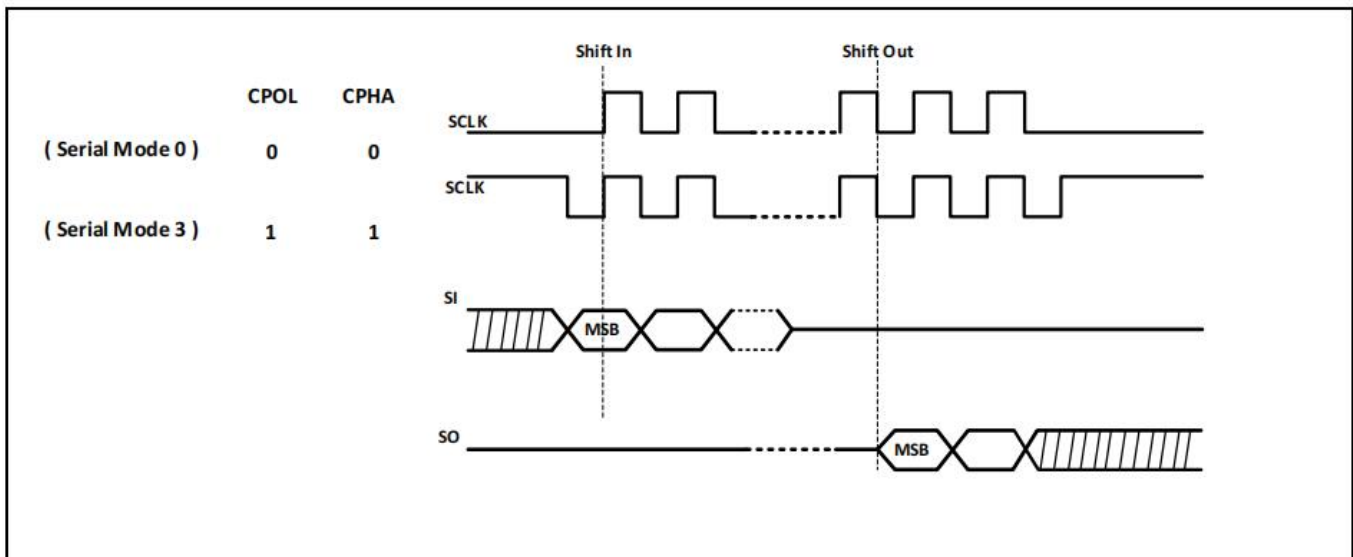 Shift In
Shift Out
CPOL CPHA
SCLK
( Serial Mode 0 ) 0 0
SCLK
( Serial Mode 3 ) 1 1
SI
MSB
SO
MSB